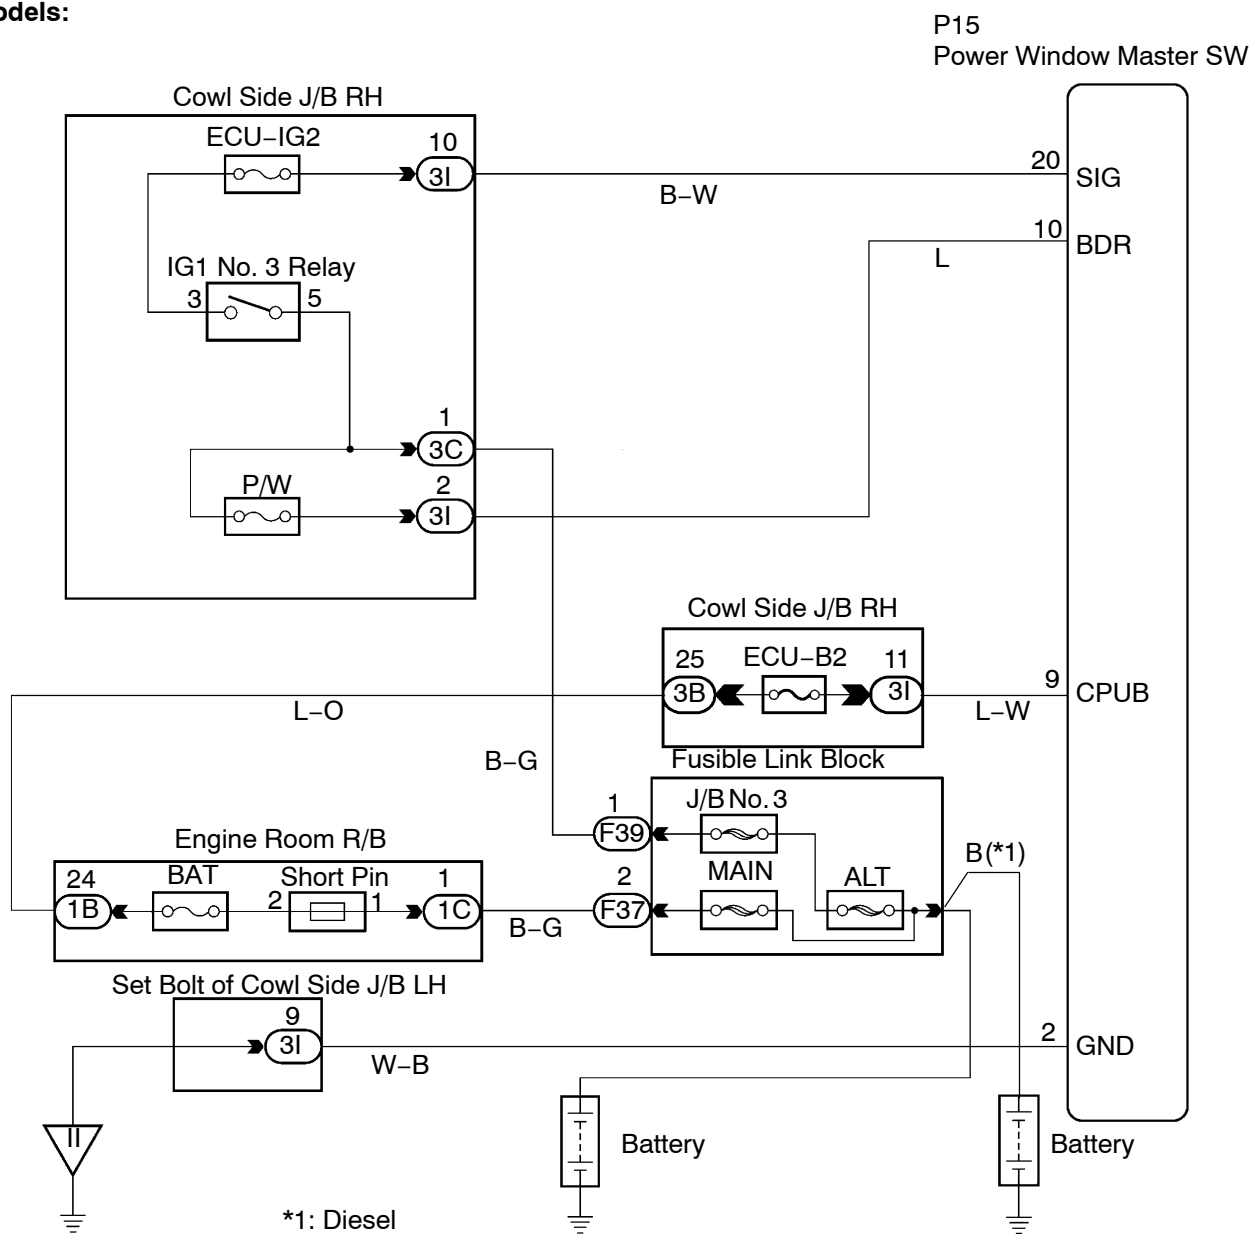 odels:
P15
Power Window Master SW
Cowl Side J/B RH
ECU−IG2
10
3I
20
SIG
B−W
10
BDR
L
IG1 No. 3 Relay
3
5
1
3C
P/W
2
3I
Cowl Side J/B RH
25
ECU−B2
11
3B
3I
9
CPUB
L−O
L−W
B−G
Fusible Link Block
1
J/B No. 3
F39
Engine Room R/B
B(*1)
24
BAT
Short Pin
1
2
MAIN
ALT
1B
2
1
1C
F37
B−G
Set Bolt of Cowl Side J/B LH
9
3I
2
GND
W−B
II
Battery
Battery
*1: Diesel